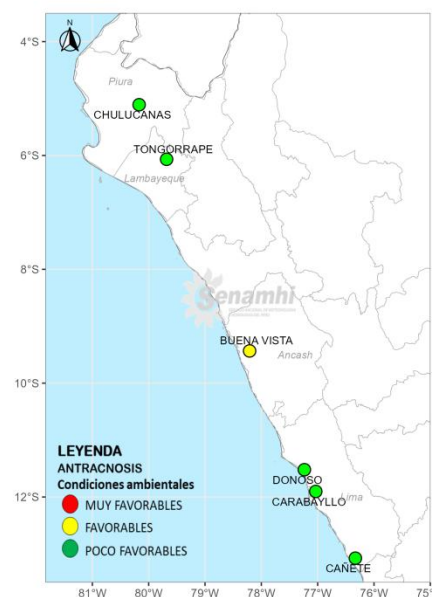 N
4°S
6°S
8°S
10°S
12°S
Piura
CHULUCANAS
TONGORRAPE
Lambayeque
Senamhi
BUENA VISTA
Ancash
DONOSO
CARABAYLLO
Lima
CAÑETE
LEYENDA
ANTRACNOSIS
Condiciones ambientales
MUY FAVORABLES
FAVORABLES
POCO FAVORABLES
81°W 80°W 79°W 78°W 77°W 76°W 75°